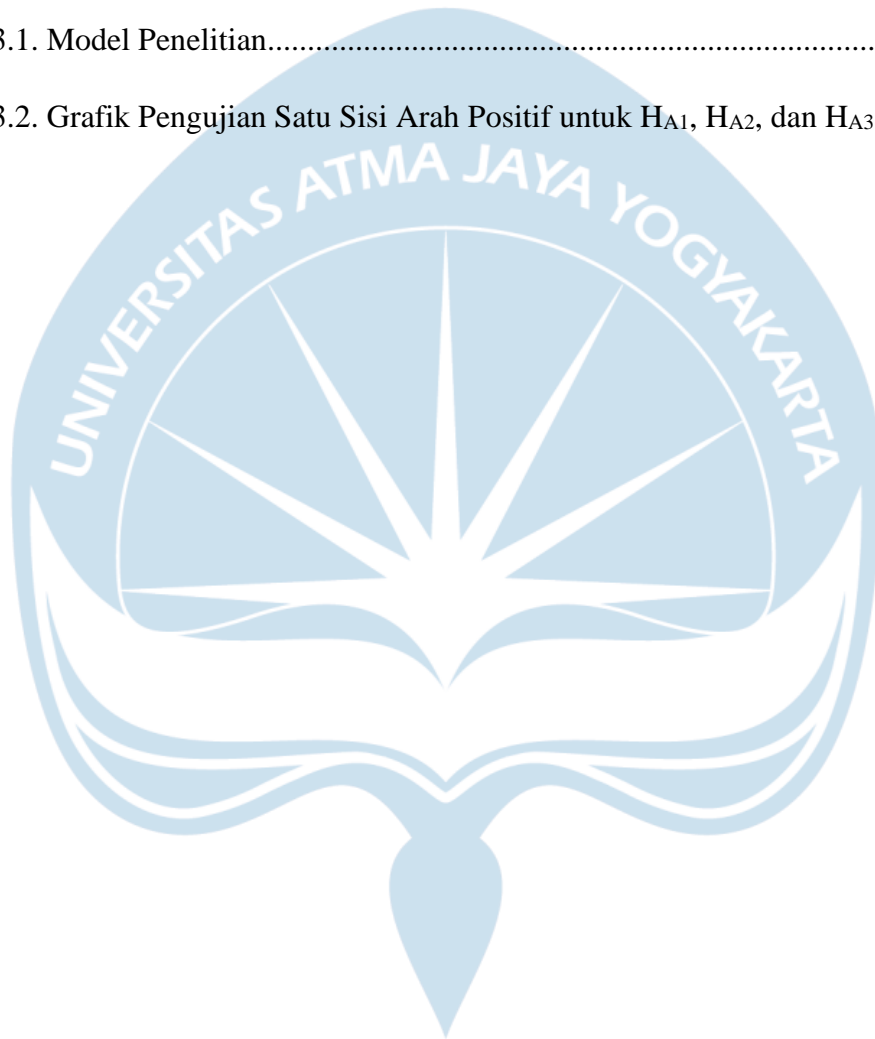 3.1. Model Penelitian................................................................................
3.2. Grafik Pengujian Satu Sisi Arah Positif untuk HA1, HA2, dan HA3
UNIVERSITAS ATMA JAYA YOGYAKARTA